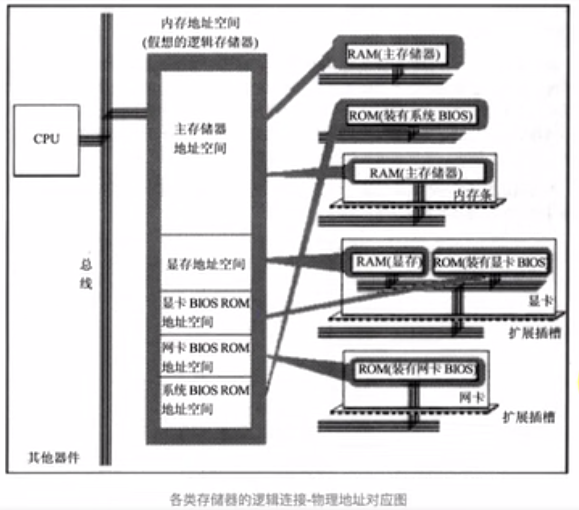 内存地址空间
(假想的逻辑存储器)
CPU
主存储器
地址空间
显存地址空间
显卡 BIOS ROM
地址空间
网卡 BIOS ROM
地址空间
系统 BIOS ROM
地址空间
总
线
其他器件
RAM(主存储器)
ROM(装有系统 BIOS)
RAM(主存储器)
内存条
RAM(显存)
ROM(装有显卡 BIOS
显卡
扩展插槽
ROM(装有网卡 BIOS)
网卡
扩展插槽
各类存储器的逻辑连接-物理地址对应图